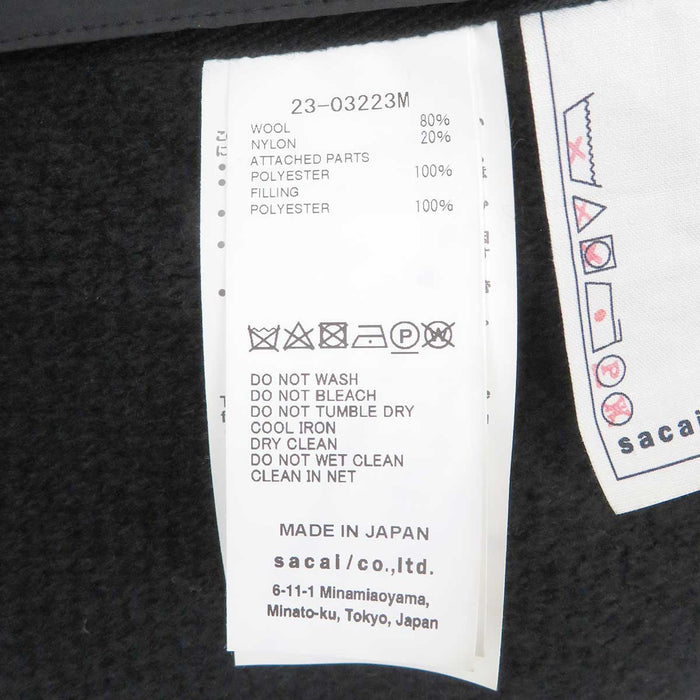 23-03223M
WOOL 80%
NYLON 20%
ATTACHED PARTS
POLYESTER 100%
FILLING
POLYESTER 100%
P W
DO NOT WASH
DO NOT BLEACH
DO NOT TUMBLE DRY
COOL IRON
DRY CLEAN
DO NOT WET CLEAN
CLEAN IN NET
MADE IN JAPAN
sacai/co.,ltd.
6-11-1 Minamiaoyama,
Minato-ku, Tokyo, Japan
P
W
sacai